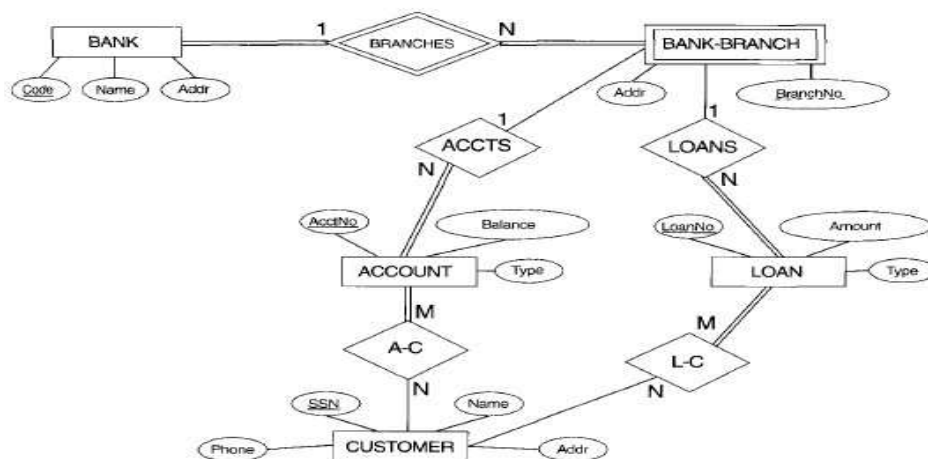 1
N
BANK
BRANCHES
BANK-BRANCH
Code
Name
Addr
Addr
BranchNo
1
1
ACCTS
LOANS
N
N
AcctNo
Balance
LoanNo
Amount
ACCOUNT
Type
LOAN
Type
M
M
A-C
L-C
N
N
SSN
Name
Phone
CUSTOMER
Addr